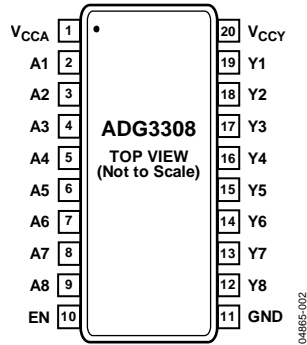 VCCA 1 20 VCCY
A1 2 19 Y1
A2 3 18 Y2
A3 4 ADG3308 17 Y3
A4 5 TOP VIEW 16 Y4
(Not to Scale)
A5 6 15 Y5
A6 7 14 Y6
A7 8 13 Y7
A8 9 12 Y8
EN 10 11 GND
04865-002